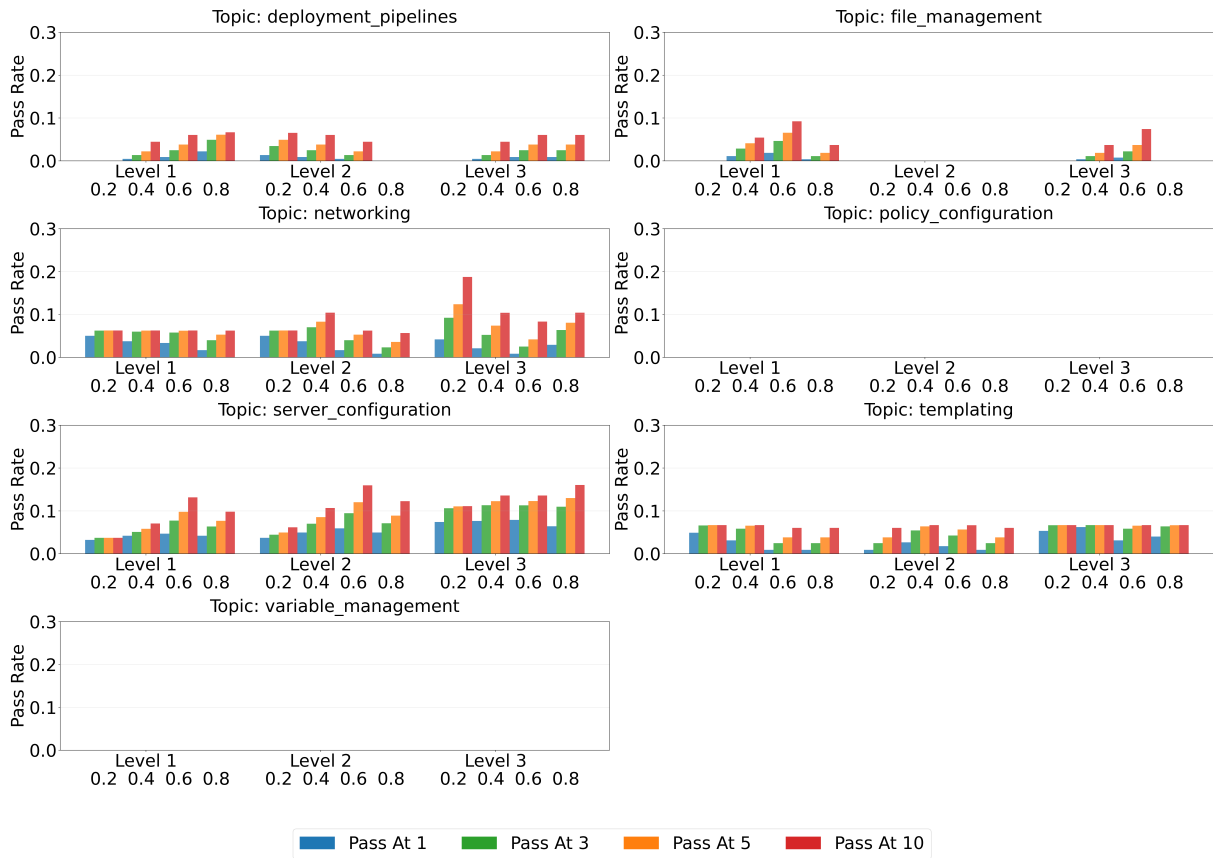 Topic: deployment_pipelines
0.3
0.2
0.1
0.0
Pass Rate
Level 1 Level 2 Level 3
0.2 0.4 0.6 0.8 0.2 0.4 0.6 0.8 0.2 0.4 0.6 0.8
Topic: file_management
0.3
0.2
0.1
0.0
Pass Rate
Level 1 Level 2 Level 3
0.2 0.4 0.6 0.8 0.2 0.4 0.6 0.8 0.2 0.4 0.6 0.8
Topic: networking
0.3
0.2
0.1
0.0
Pass Rate
Level 1 Level 2 Level 3
0.2 0.4 0.6 0.8 0.2 0.4 0.6 0.8 0.2 0.4 0.6 0.8
Topic: policy_configuration
0.3
0.2
0.1
0.0
Pass Rate
Level 1 Level 2 Level 3
0.2 0.4 0.6 0.8 0.2 0.4 0.6 0.8 0.2 0.4 0.6 0.8
Topic: server_configuration
0.3
0.2
0.1
0.0
Pass Rate
Level 1 Level 2 Level 3
0.2 0.4 0.6 0.8 0.2 0.4 0.6 0.8 0.2 0.4 0.6 0.8
Topic: templating
0.3
0.2
0.1
0.0
Pass Rate
Level 1 Level 2 Level 3
0.2 0.4 0.6 0.8 0.2 0.4 0.6 0.8 0.2 0.4 0.6 0.8
Topic: variable_management
0.3
0.2
0.1
0.0
Pass Rate
Level 1 Level 2 Level 3
0.2 0.4 0.6 0.8 0.2 0.4 0.6 0.8 0.2 0.4 0.6 0.8
Pass At 1 Pass At 3 Pass At 5 Pass At 10